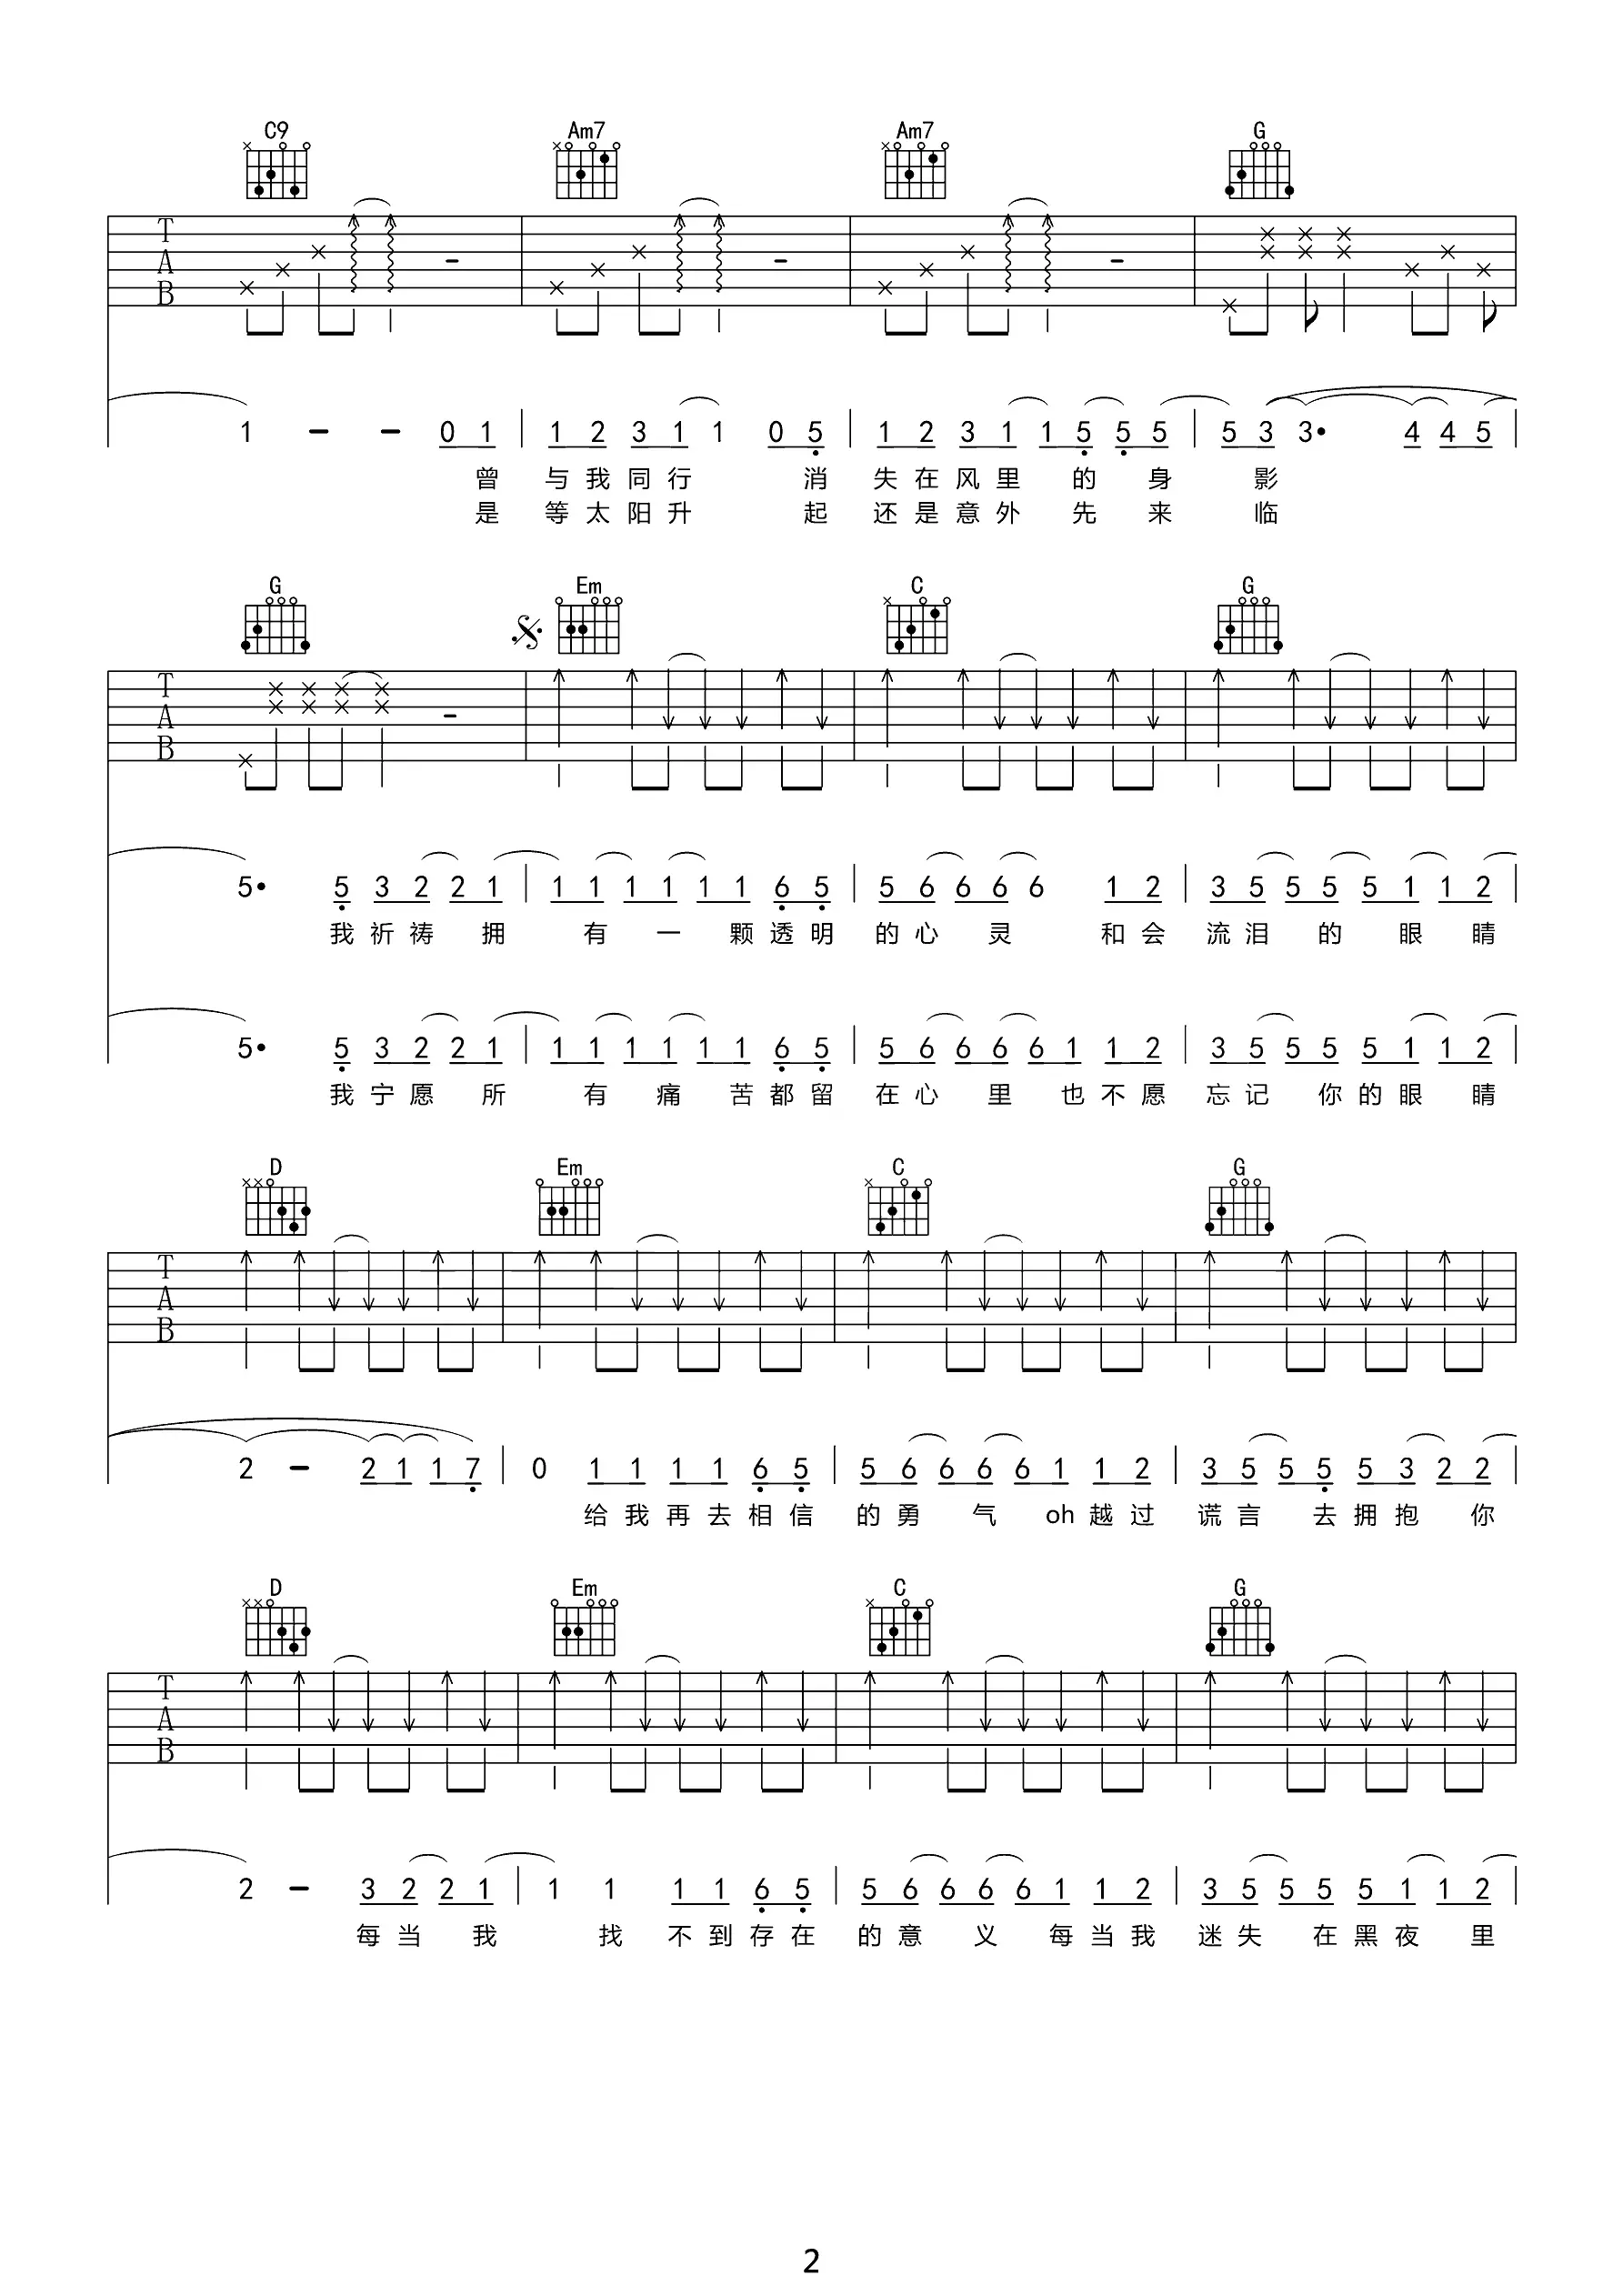 C9 Am7 Am7 G
T
A
B
1 - - 0 1 | 1 2 3 1 1 0 5 | 1 2 3 1 1 5 5 5 | 5 3 3· 4 4 5 |
曾 与我同行 消 失在风里 的 身 影
是 等太阳升 起 还是意外 先 来 临
G Em C G
T
A
B
5· 5 3 2 2 1 | 1 1 1 1 1 1 6 5 | 5 6 6 6 6 1 2 | 3 5 5 5 5 1 1 2 |
我祈祷 拥 有 一 颗透明 的心 灵 和会 流泪 的 眼 睛
5· 5 3 2 2 1 | 1 1 1 1 1 1 6 5 | 5 6 6 6 6 1 1 2 | 3 5 5 5 5 1 1 2 |
我宁愿 所 有 痛 苦都留 在心 里 也不愿 忘记 你的眼 睛
D Em C G
T
A
B
2 - 2 1 1 7 | 0 1 1 1 1 6 5 | 5 6 6 6 6 1 1 2 | 3 5 5 5 5 3 2 2 |
给我再去相信 的勇 气 oh越过 谎言 去拥抱 你
D Em C G
T
A
B
2 - 3 2 2 1 | 1 1 1 1 6 5 | 5 6 6 6 6 1 1 2 | 3 5 5 5 5 1 1 2 |
每当 我 找 不到存在 的意 义 每当我 迷失 在黑夜 里
2